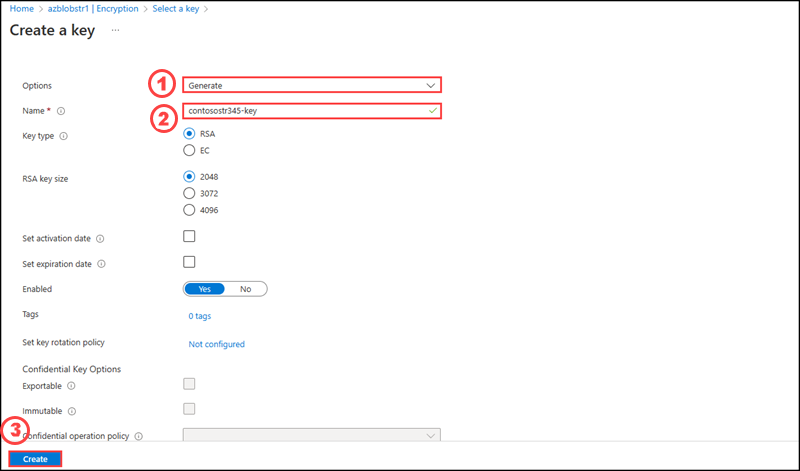 Home > azblobstr1 | Encryption > Select a key >
Create a key ...
Options 1 Generate
Name * 2 contosostr345-key
Key type RSA
EC
RSA key size 2048
3072
4096
Set activation date
Set expiration date
Enabled Yes No
Tags 0 tags
Set key rotation policy Not configured
Confidential Key Options
Exportable
Immutable
3
Confidential operation policy
Create